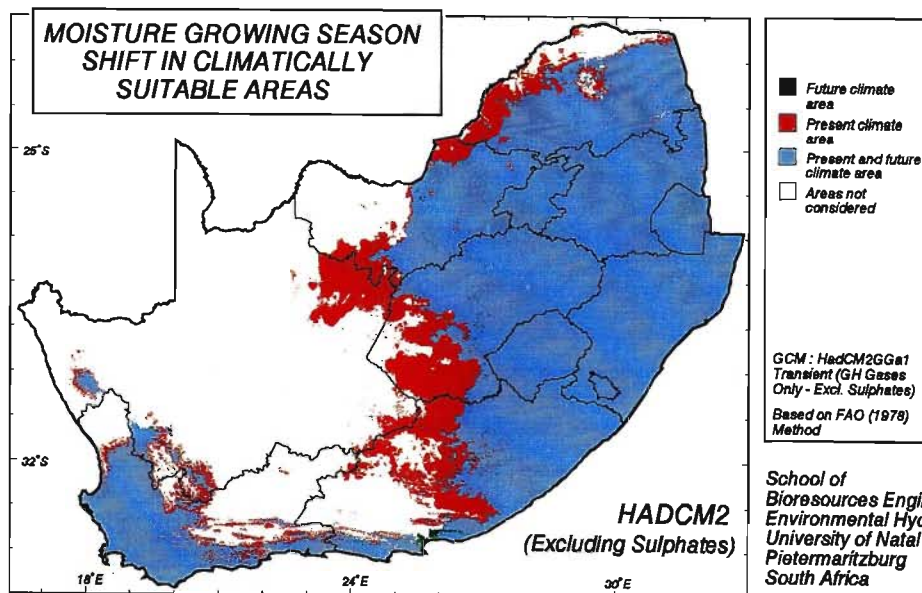 MOISTURE GROWING SEASON
SHIFT IN CLIMATICALLY
SUITABLE AREAS
Future climate
area
Present climate
area
Present and future
climate area
Areas not
considered
25°S
GCM : HadCM2GGa1
Transient (GH Gases
Only - Excl. Sulphates)
Based on FAO (1978)
Method
32°S
HADCM2
(Excluding Sulphates)
School of
Bioresources Engi
Environmental Hyd
University of Natal
Pietermaritzburg
South Africa
18°E
24°E
30°E